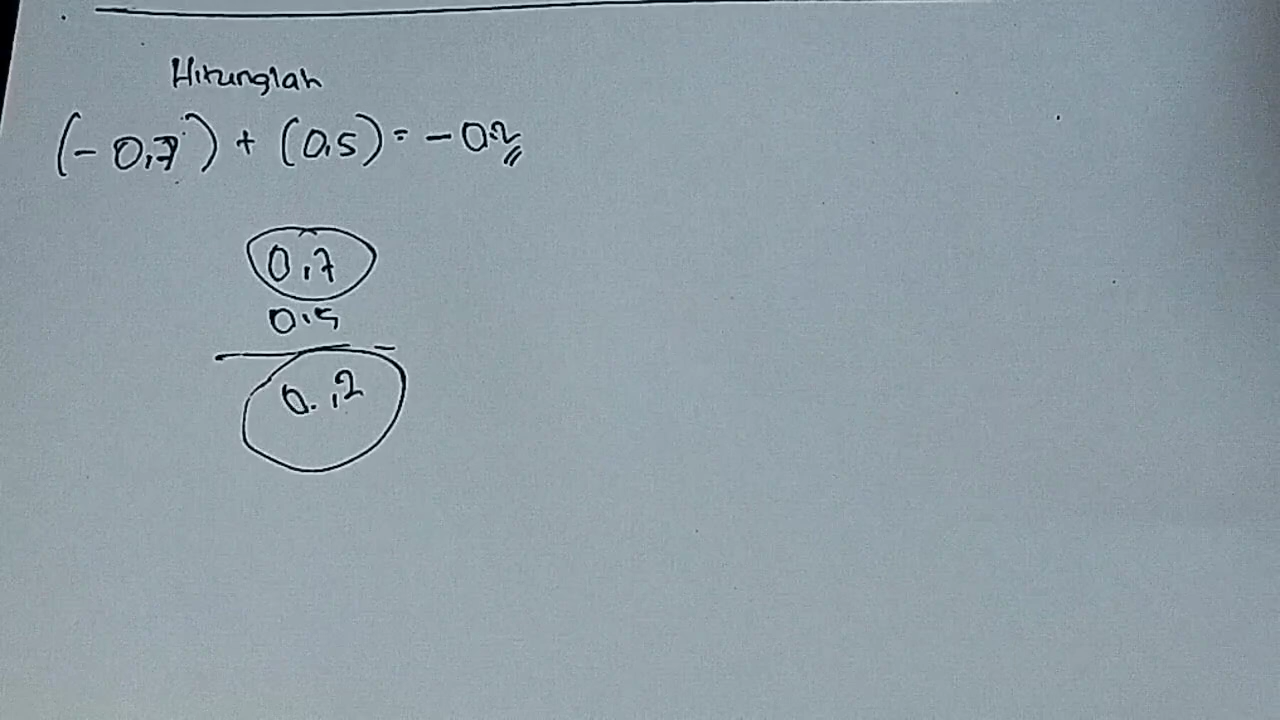 Hitunglah
(-0,7) + (0,5) = -0,2
0,7
0,5
-
0,2